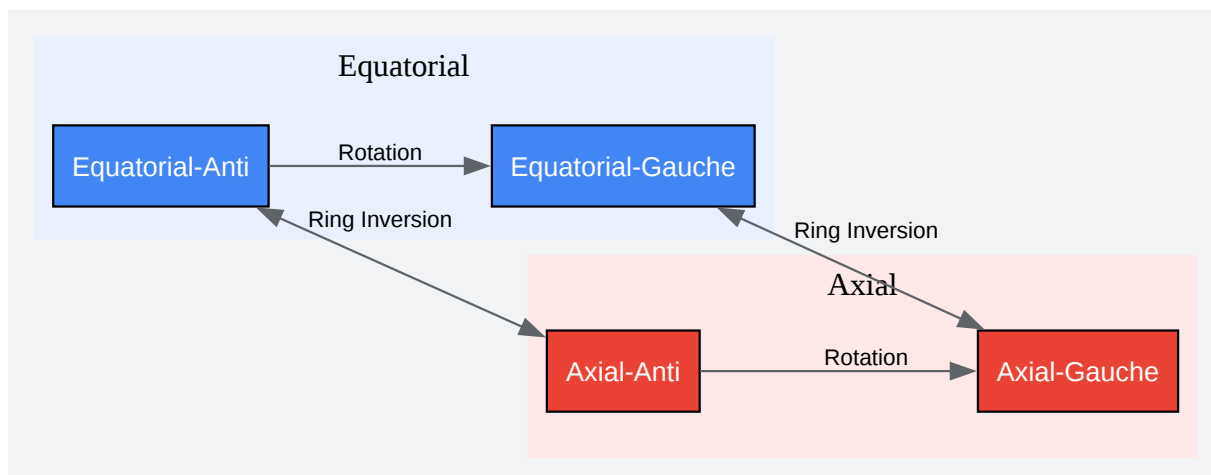 Equatorial
Equatorial-Anti
Rotation
Equatorial-Gauche
Ring Inversion
Ring Inversion
Axial
Axial-Anti
Rotation
Axial-Gauche